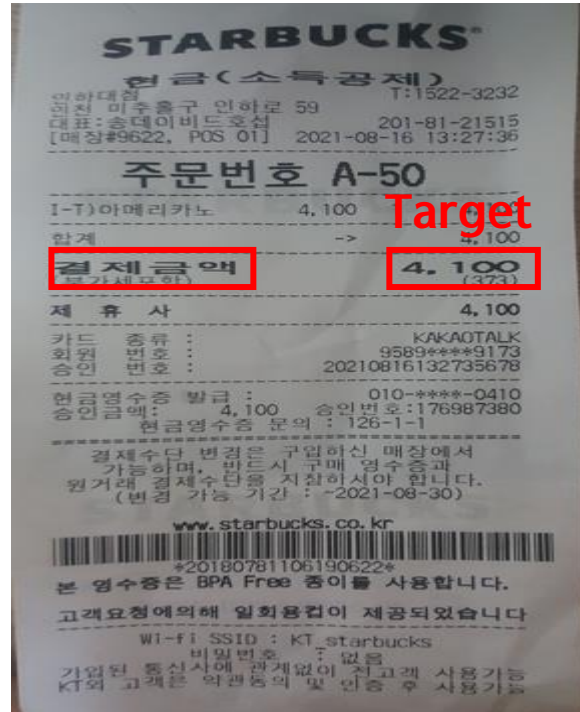 STARBUCKS
현금(소득공제)
인하대점 T:1522-3232
인천 미추홀구 인하로 59
대표:송데이비드호섭 201-81-21515
[매장#9622, POS 01] 2021-08-16 13:27:36
주문번호 A-50
I-T)아메리카노 4,100
Target
합계 -> 4,100
결제금액 4,100
(부가세포함) (373)
제 휴 사 4,100
카드 종류 : KAKAOTALK
회원 번호 : 9589****9173
승인 번호 : 20210816132735678
현금영수증 발급 : 010-****-0410
승인금액: 4,100 승인번호:176987380
현금영수증 문의 : 126-1-1
결제수단 변경은 구입하신 매장에서
가능하며, 반드시 구매 영수증과
원거래 결제수단을 지참하셔야 합니다.
(변경 가능 기간 : ~2021-08-30)
www.starbucks.co.kr
*20180781106190622*
본 영수증은 BPA Free 종이를 사용합니다.
고객요청에의해 일회용컵이 제공되었습니다
Wi-fi SSID : KT_starbucks
비밀번호 : 없음
가입된 통신사에 관계없이 전고객 사용가능
KT외 고객은 약관동의 및 인증 후 사용가능